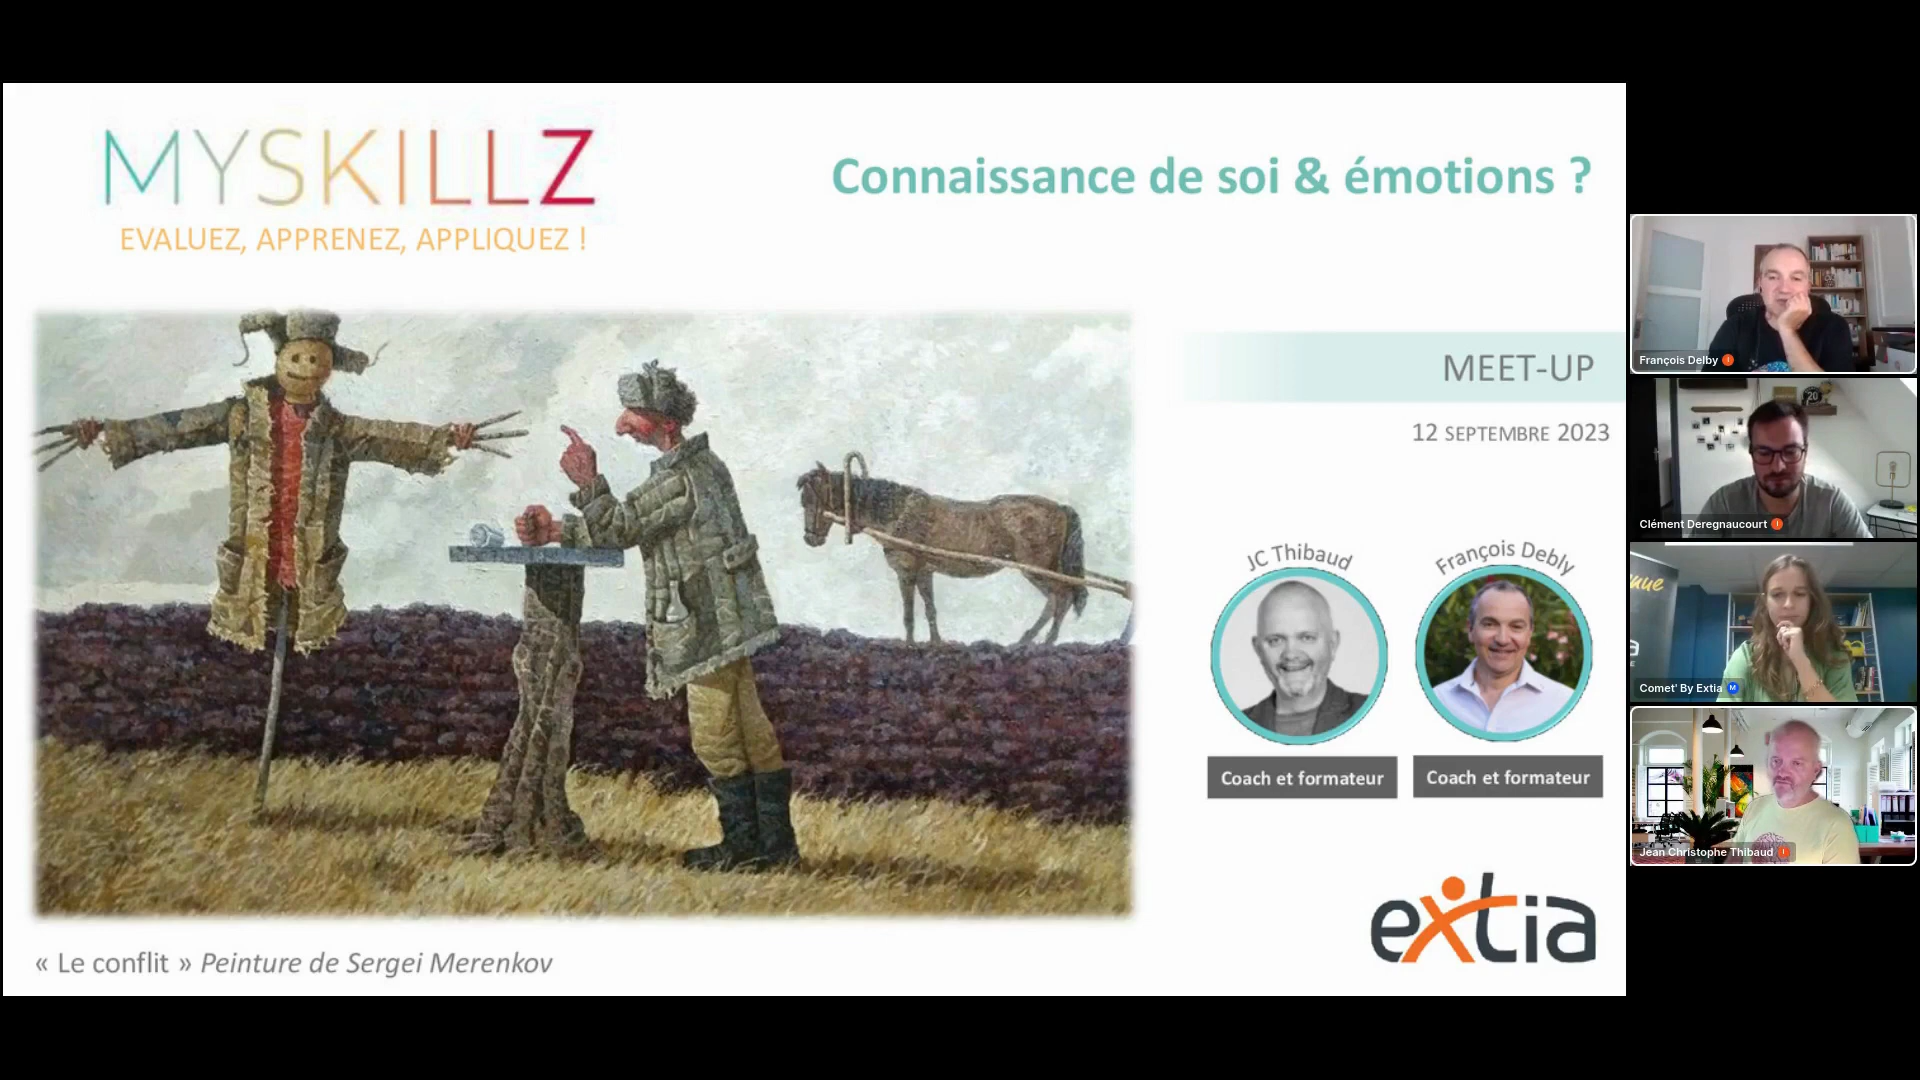 MYSKILLZ
EVALUEZ, APPRENEZ, APPLIQUEZ !
Connaissance de soi & émotions ?
MEET-UP
12 SEPTEMBRE 2023
JC Thibaud
François Debly
Coach et formateur
Coach et formateur
extia
« Le conflit » Peinture de Sergei Merenkov
François Delby
Clément Deregnaucourt
20
Comet' By Extia
M
Jean Christophe Thibaud